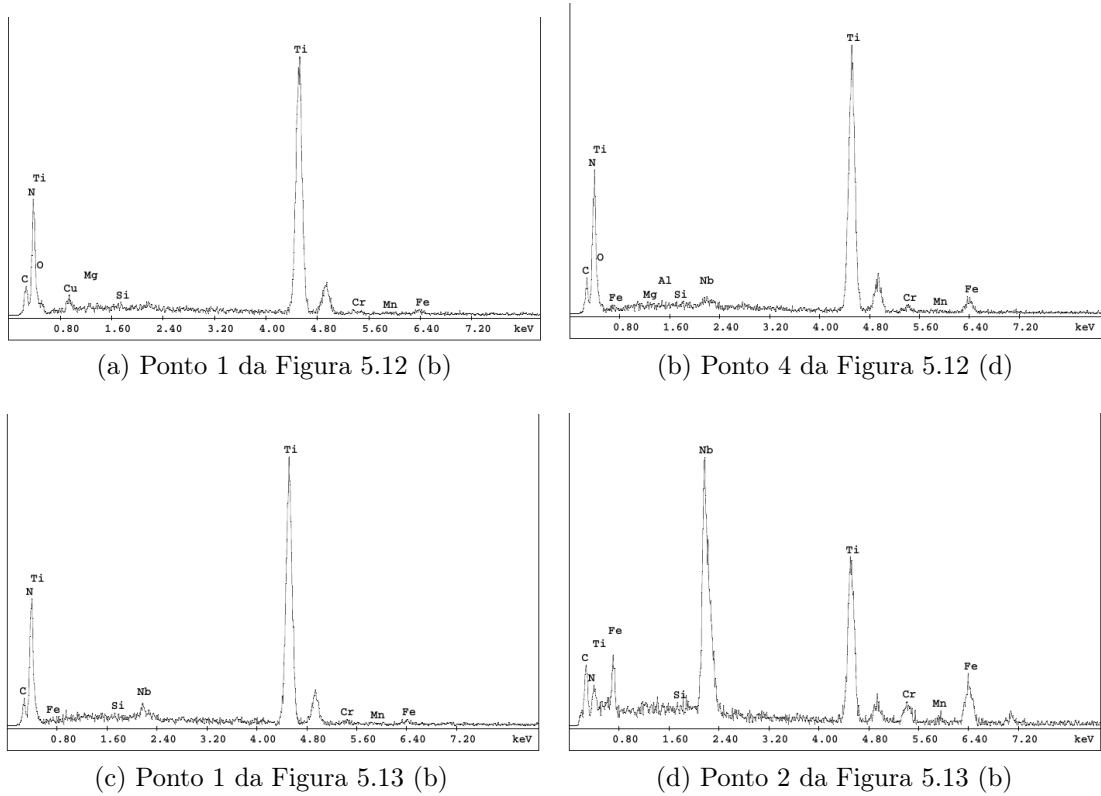 Ti
Ti
N
C
O
Cu
Mg
Si
Cr
Mn
Fe
0.80 1.60 2.40 3.20 4.00 4.80 5.60 6.40 7.20 keV
(a) Ponto 1 da Figura 5.12 (b)
Ti
Ti
N
C
O
Fe
Mg
Al
Si
Nb
Cr
Mn
Fe
0.80 1.60 2.40 3.20 4.00 4.80 5.60 6.40 7.20 keV
(b) Ponto 4 da Figura 5.12 (d)
Ti
Ti
N
C
Fe
Si
Nb
Cr
Mn
Fe
0.80 1.60 2.40 3.20 4.00 4.80 5.60 6.40 7.20 keV
(c) Ponto 1 da Figura 5.13 (b)
Nb
Ti
Fe
Ti
C
N
Si
Cr
Mn
Fe
0.80 1.60 2.40 3.20 4.00 4.80 5.60 6.40 7.20 keV
(d) Ponto 2 da Figura 5.13 (b)